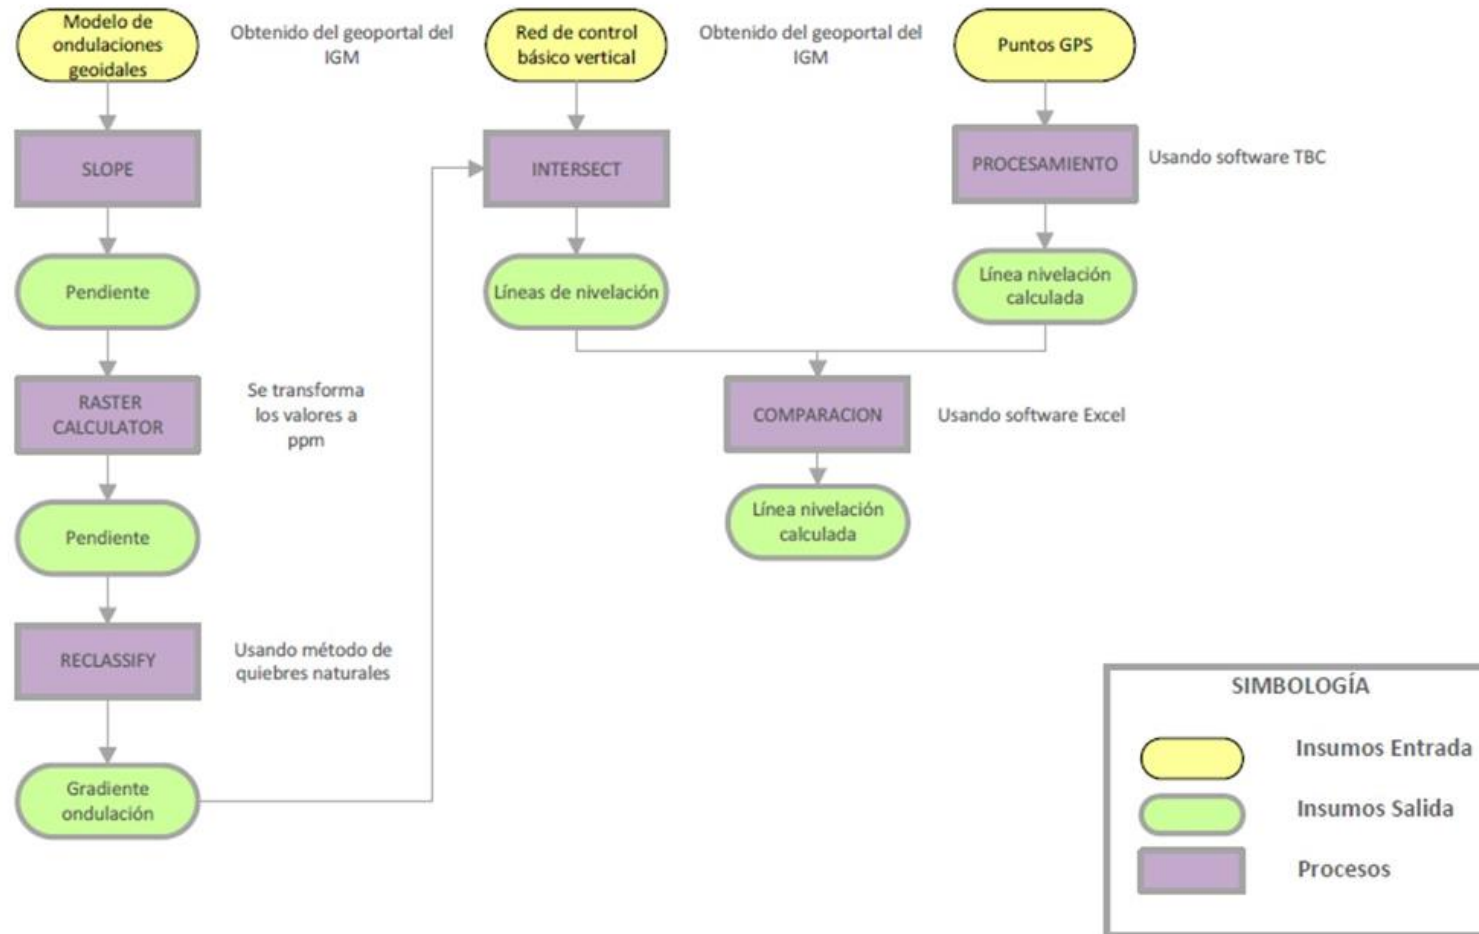 Modelo de
ondulaciones
geoidales
Obtenido del geoportal del
IGM
Red de control
básico vertical
Obtenido del geoportal del
IGM
Puntos GPS
SLOPE
INTERSECT
PROCESAMIENTO
Usando software TBC
Pendiente
Líneas de nivelación
Línea nivelación
calculada
RASTER
CALCULATOR
Se transforma
los valores a
ppm
COMPARACION
Usando software Excel
Pendiente
Línea nivelación
calculada
RECLASSIFY
Usando método de
quiebres naturales
Gradiente
ondulación
SIMBOLOGÍA
Insumos Entrada
Insumos Salida
Procesos